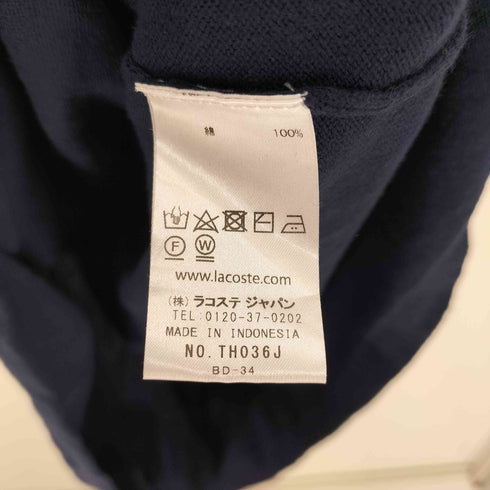 綿 100%
F W
www.lacoste.com
(株) ラコステ ジャパン
TEL: 0120-37-0202
MADE IN INDONESIA
NO. TH036J
BD-34